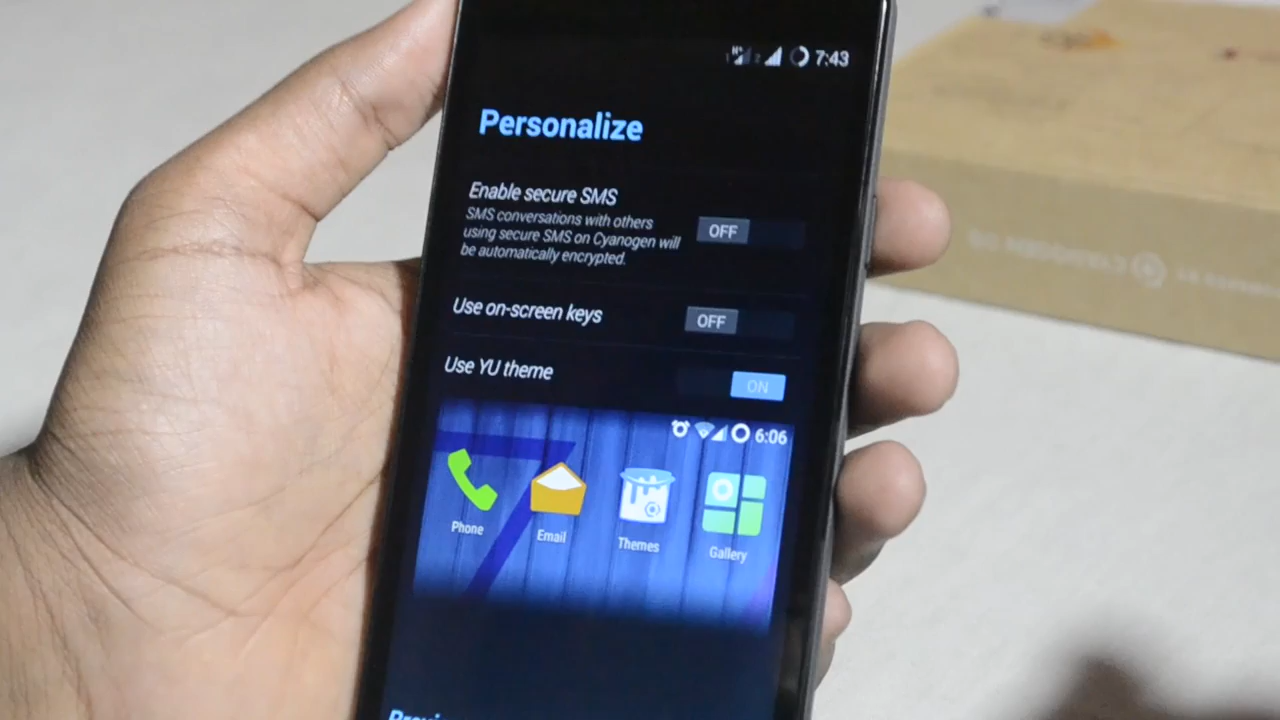 7:43
Personalize
Enable secure SMS
SMS conversations with others
using secure SMS on Cyanogen will
be automatically encrypted.
OFF
Use on-screen keys
OFF
Use YU theme
ON
6:06
Phone
Email
Themes
Gallery